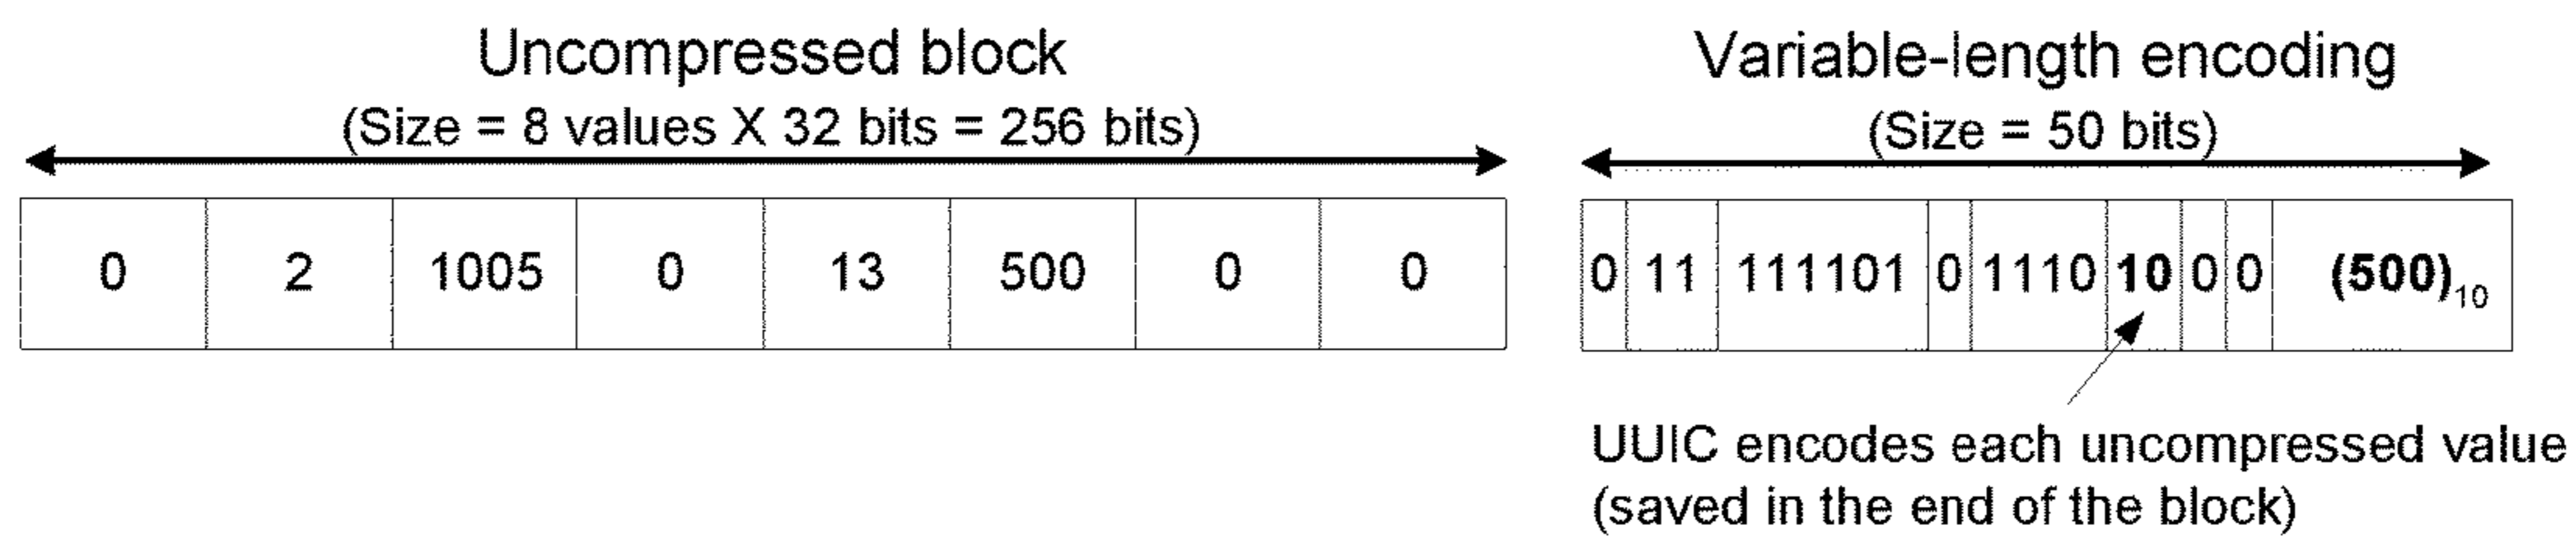 Uncompressed block
(Size = 8 values X 32 bits = 256 bits)
0 2 1005 0 13 500 0 0
Variable-length encoding
(Size = 50 bits)
0 11 111101 0 1110 10 0 0 (500)10
UUIC encodes each uncompressed value
(saved in the end of the block)